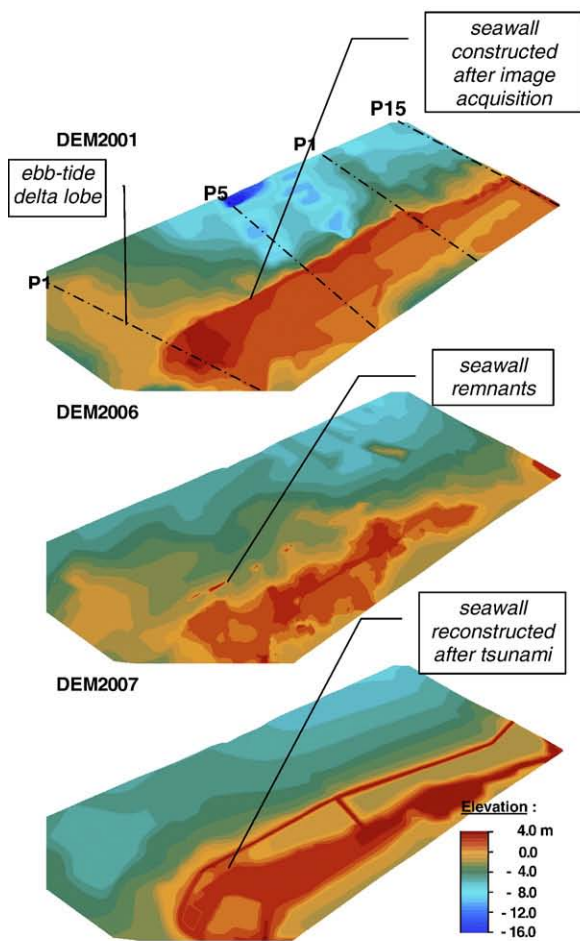 seawall
constructed
after image
acquisition
P15
DEM2001
P1
ebb-tide
delta lobe
P5
P1
seawall
remnants
DEM2006
seawall
reconstructed
after tsunami
DEM2007
Elevation :
4.0 m
0.0
- 4.0
- 8.0
-12.0
-16.0